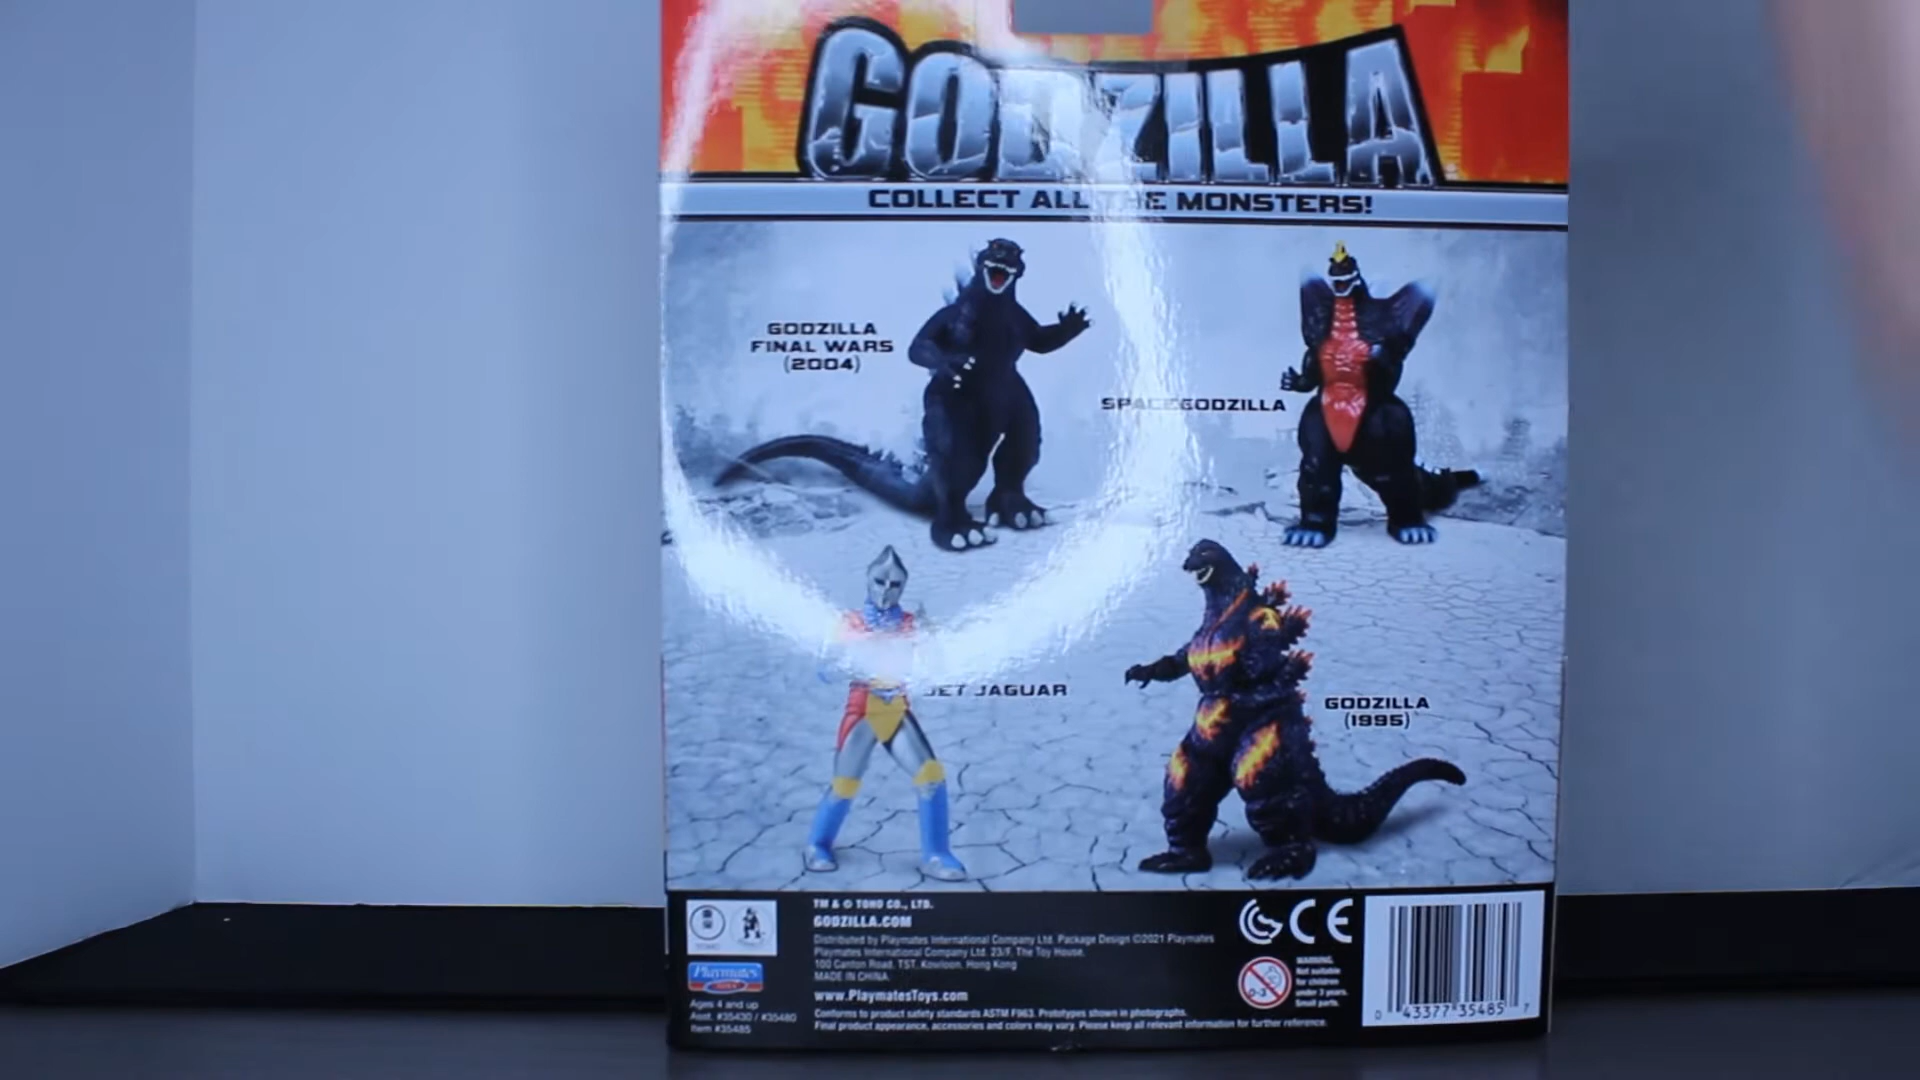 GODZILLA
COLLECT ALL THE MONSTERS!
GODZILLA
FINAL WARS
(2004)
SPACEGODZILLA
JET JAGUAR
GODZILLA
(1995)
TM & © TOHO CO., LTD.
GODZILLA.COM
Distributed by Playmates International Company Ltd. Package Design ©2021 Playmates
Playmates International Company Ltd. 23/F, The Toy House,
100 Canton Road, TST, Kowloon, Hong Kong
MADE IN CHINA.
www.PlaymatesToys.com
Conforms to product safety standards ASTM F963. Prototypes shown in photographs.
Final product appearance, accessories and colors may vary. Please keep all relevant information for further reference.
TOHO
Playmates
Ages 4 and up
Asst. #35430 / #35480
Item #35485
CE
0-3
WARNING.
Not suitable
for children
under 3 years.
Small parts.
0 43377 35485 7